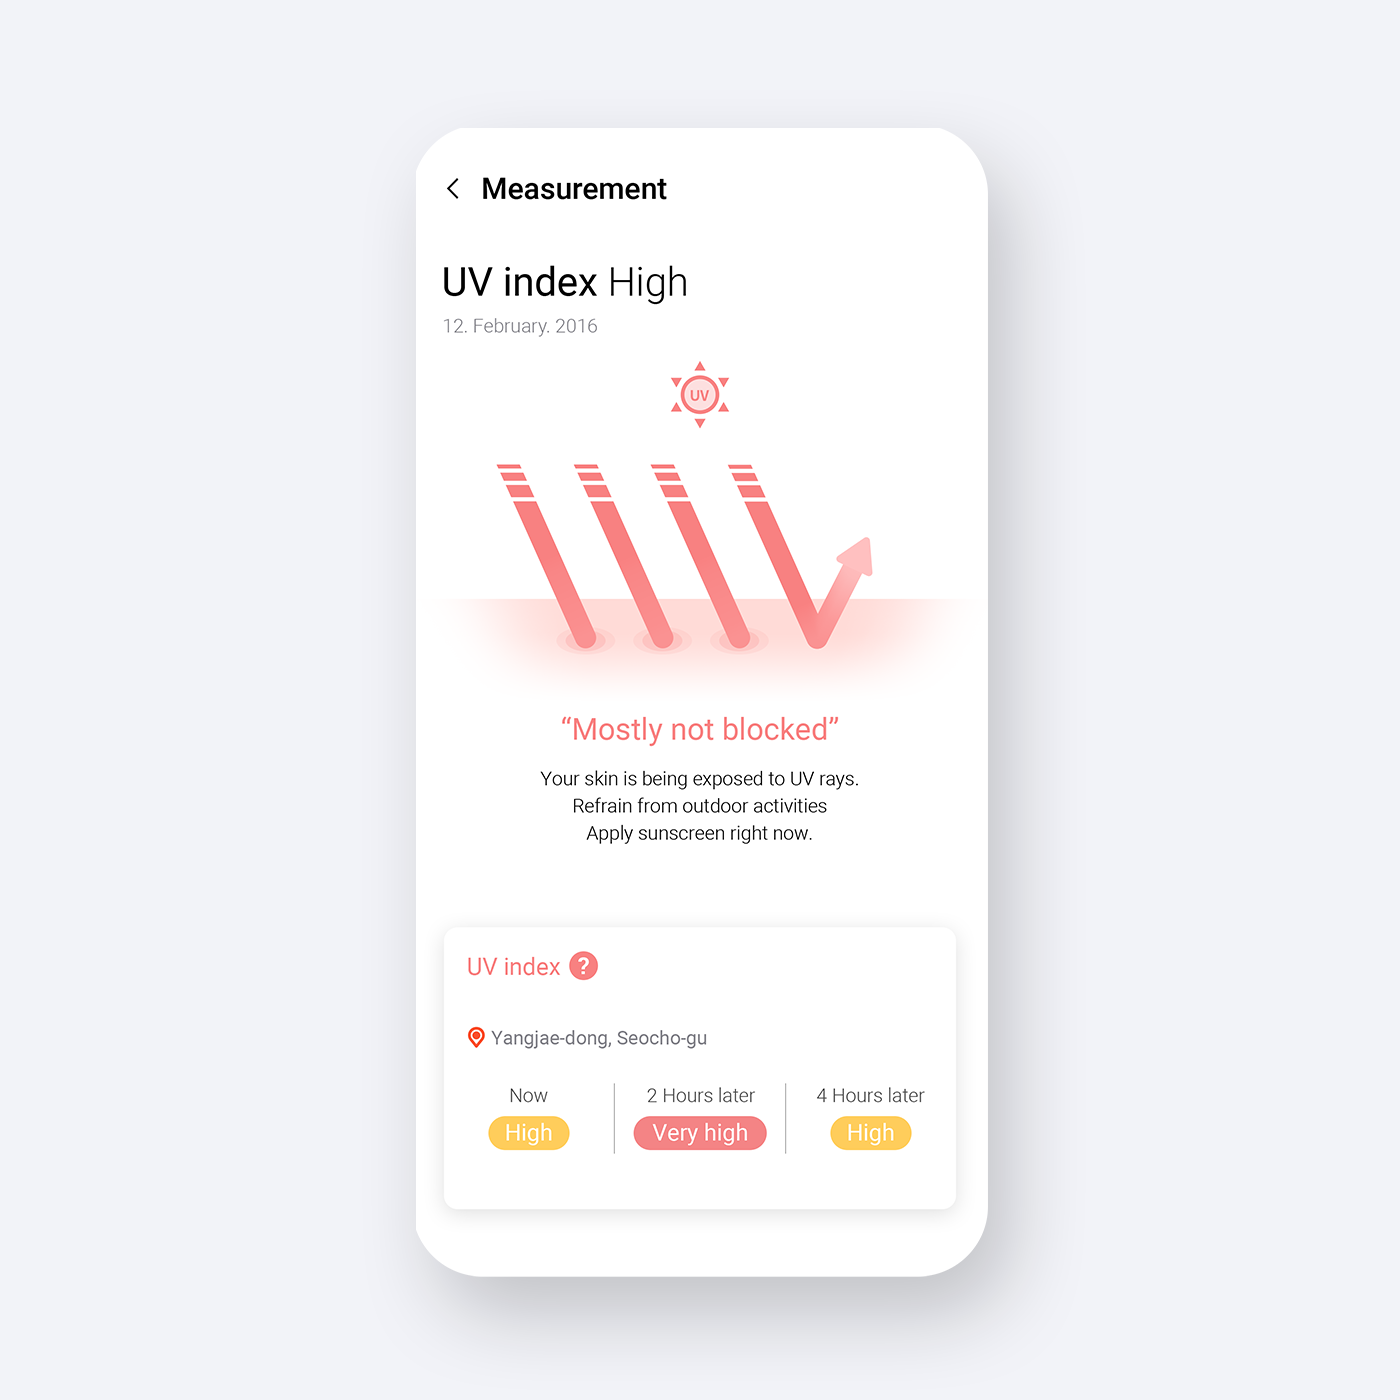 Measurement
UV index High
12. February. 2016
UV
“Mostly not blocked”
Your skin is being exposed to UV rays.
Refrain from outdoor activities
Apply sunscreen right now.
UV index ?
Yangjae-dong, Seocho-gu
Now 2 Hours later 4 Hours later
High Very high High